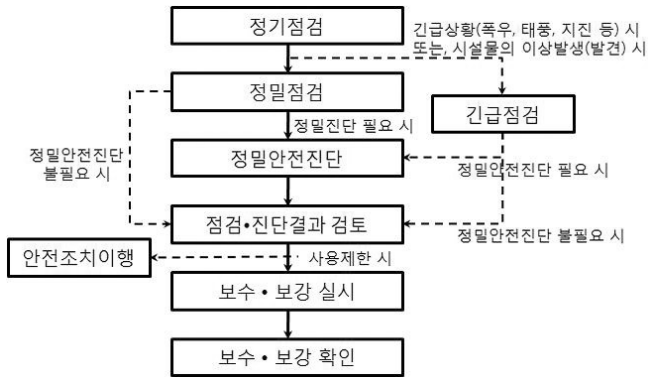 정기점검
긴급상황(폭우, 태풍, 지진 등) 시
또는, 시설물의 이상발생(발견) 시
정밀점검
긴급점검
정밀진단 필요 시
정밀안전진단
불필요 시
정밀안전진단
정밀안전진단 필요 시
점검•진단결과 검토
정밀안전진단 불필요 시
안전조치이행
사용제한 시
보수 • 보강 실시
보수 • 보강 확인